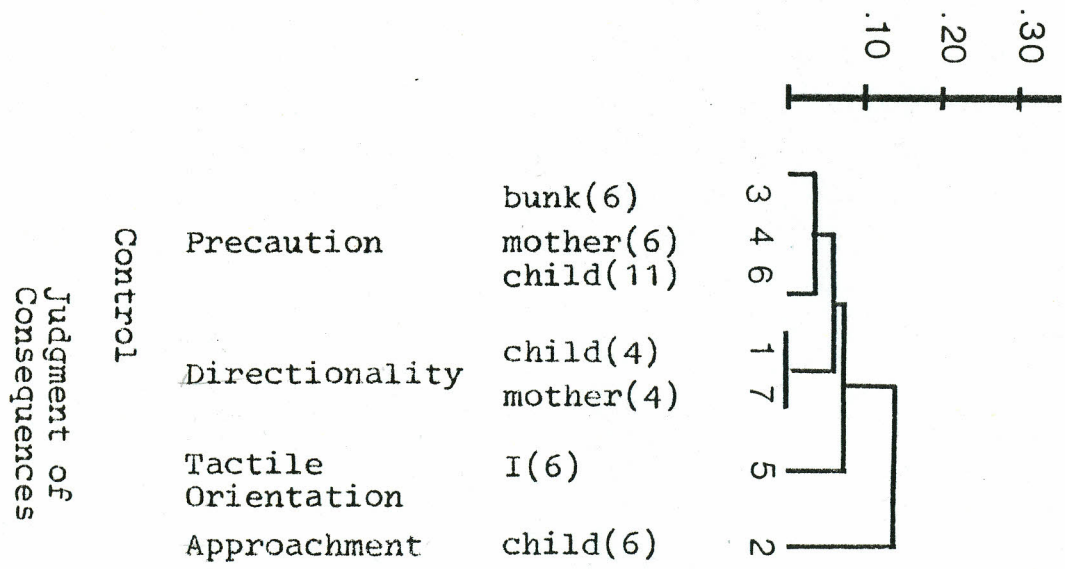 .10
.20
.30
bunk(6)
Precaution
mother(6)
child(11)
child(4)
Directionality
mother(4)
Tactile
Orientation
I(6)
Approachment
child(6)
3
4
6
1
7
5
2
Control
Judgment of
Consequences